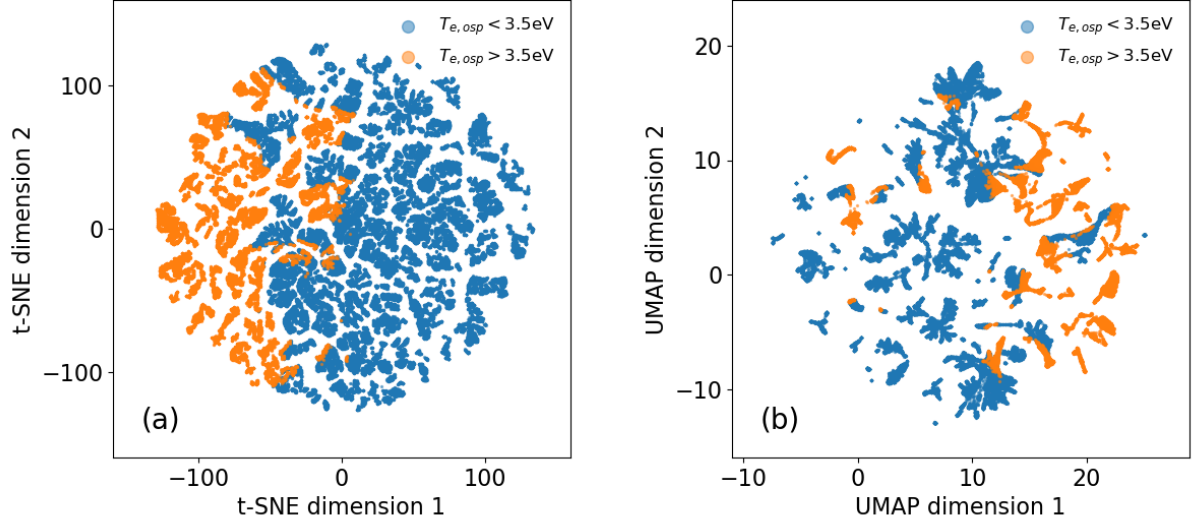 100
0
−100
−100
0
100
t-SNE dimension 1
t-SNE dimension 2
T_{e,osp} < 3.5eV
T_{e,osp} > 3.5eV
(a)
20
10
0
−10
−10
0
10
20
UMAP dimension 1
UMAP dimension 2
T_{e,osp} < 3.5eV
T_{e,osp} > 3.5eV
(b)